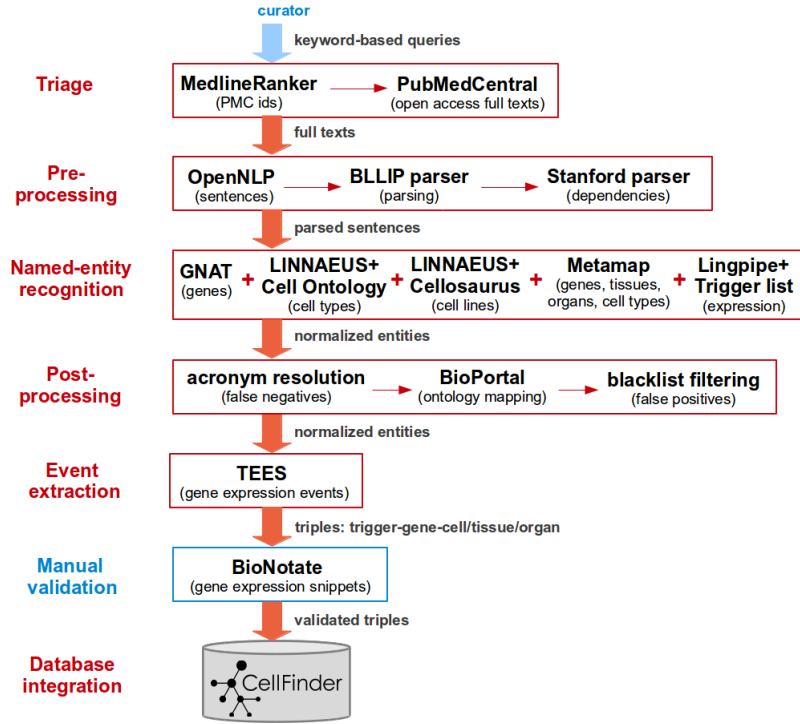 curator
keyword-based queries
Triage
MedlineRanker
(PMC ids)
PubMedCentral
(open access full texts)
full texts
Pre-
processing
OpenNLP
(sentences)
BLLIP parser
(parsing)
Stanford parser
(dependencies)
parsed sentences
Named-entity
recognition
GNAT
(genes)
+
LINNAEUS+
Cell Ontology
(cell types)
+
LINNAEUS+
Cellosaurus
(cell lines)
+
Metamap
(genes, tissues,
organs, cell types)
+
Lingpipe+
Trigger list
(expression)
normalized entities
Post-
processing
acronym resolution
(false negatives)
BioPortal
(ontology mapping)
blacklist filtering
(false positives)
normalized entities
Event
extraction
TEES
(gene expression events)
triples: trigger-gene-cell/tissue/organ
Manual
validation
BioNotate
(gene expression snippets)
validated triples
Database
integration
CellFinder